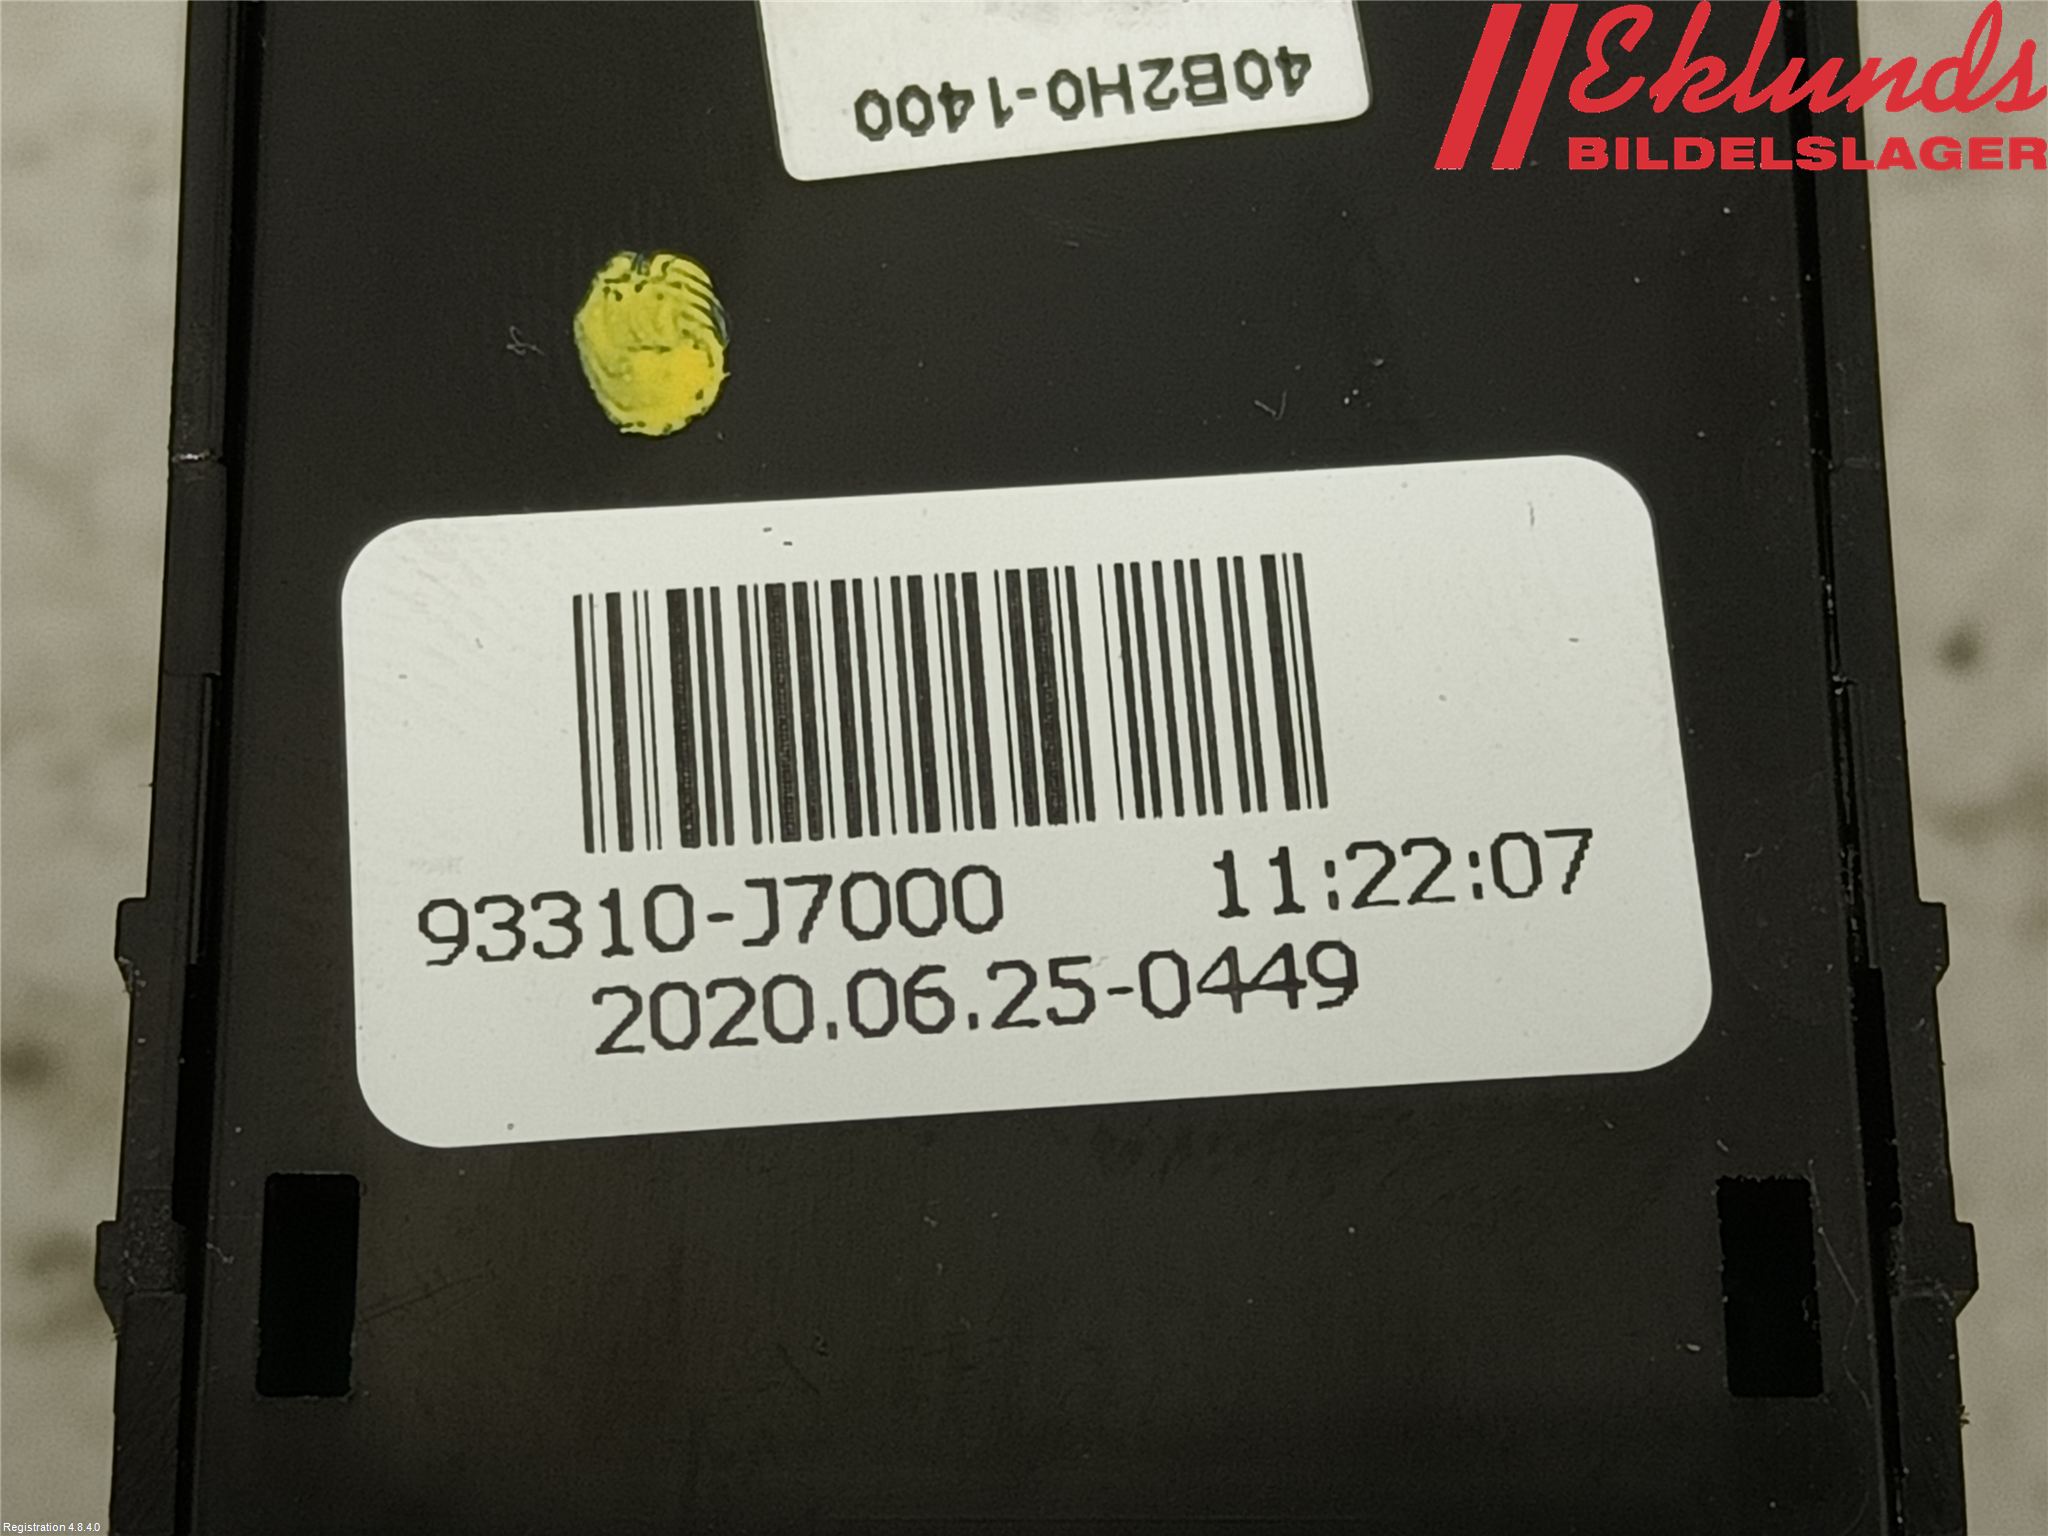 40B2H0-1400
Eklunds
BILDELSLAGER
93310-J7000 11:22:07
2020.06.25-0449
Registration 4.8.4.0